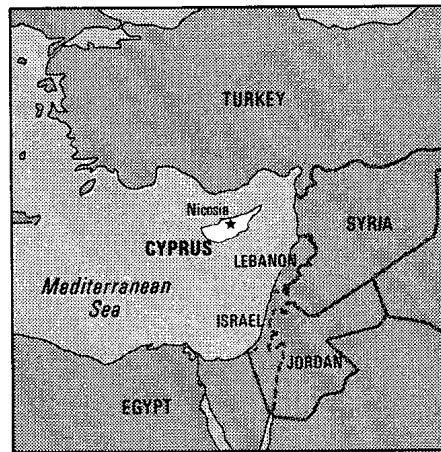 TURKEY
Nicosia
SYRIA
CYPRUS
LEBANON
Mediterranean
Sea
ISRAEL
JORDAN
EGYPT